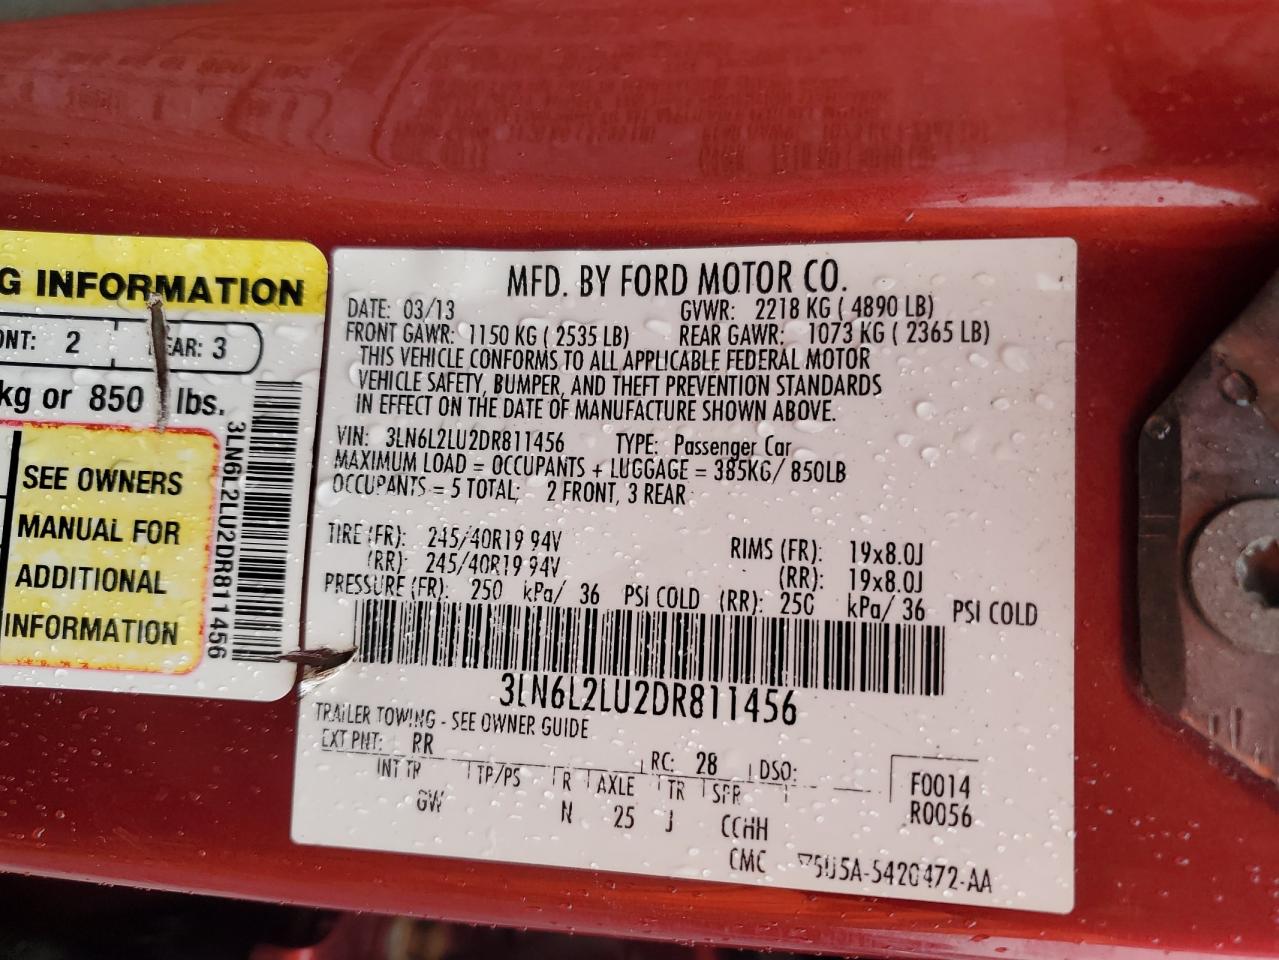 G INFORMATION
ONT: 2 REAR: 3
kg or 850 lbs.
SEE OWNERS
MANUAL FOR
ADDITIONAL
INFORMATION
3LN6L2LU2DR811456
MFD. BY FORD MOTOR CO.
DATE: 03/13 GVWR: 2218 KG ( 4890 LB)
FRONT GAWR: 1150 KG ( 2535 LB) REAR GAWR: 1073 KG ( 2365 LB)
THIS VEHICLE CONFORMS TO ALL APPLICABLE FEDERAL MOTOR
VEHICLE SAFETY, BUMPER, AND THEFT PREVENTION STANDARDS
IN EFFECT ON THE DATE OF MANUFACTURE SHOWN ABOVE.
VIN: 3LN6L2LU2DR811456 TYPE: Passenger Car
MAXIMUM LOAD = OCCUPANTS + LUGGAGE = 385KG/ 850LB
OCCUPANTS = 5 TOTAL; 2 FRONT, 3 REAR
TIRE (FR): 245/40R19 94V RIMS (FR): 19x8.0J
(RR): 245/40R19 94V (RR): 19x8.0J
PRESSURE (FR): 250 kPa/ 36 PSI COLD (RR): 250 kPa/ 36 PSI COLD
3LN6L2LU2DR811456
TRAILER TOWING - SEE OWNER GUIDE
EXT PNT: RR RC: 28 DSO:
INT TR TP/PS R AXLE TR SPR F0014
GW N 25 J CCHH R0056
CMC 5U5A-5420472-AA